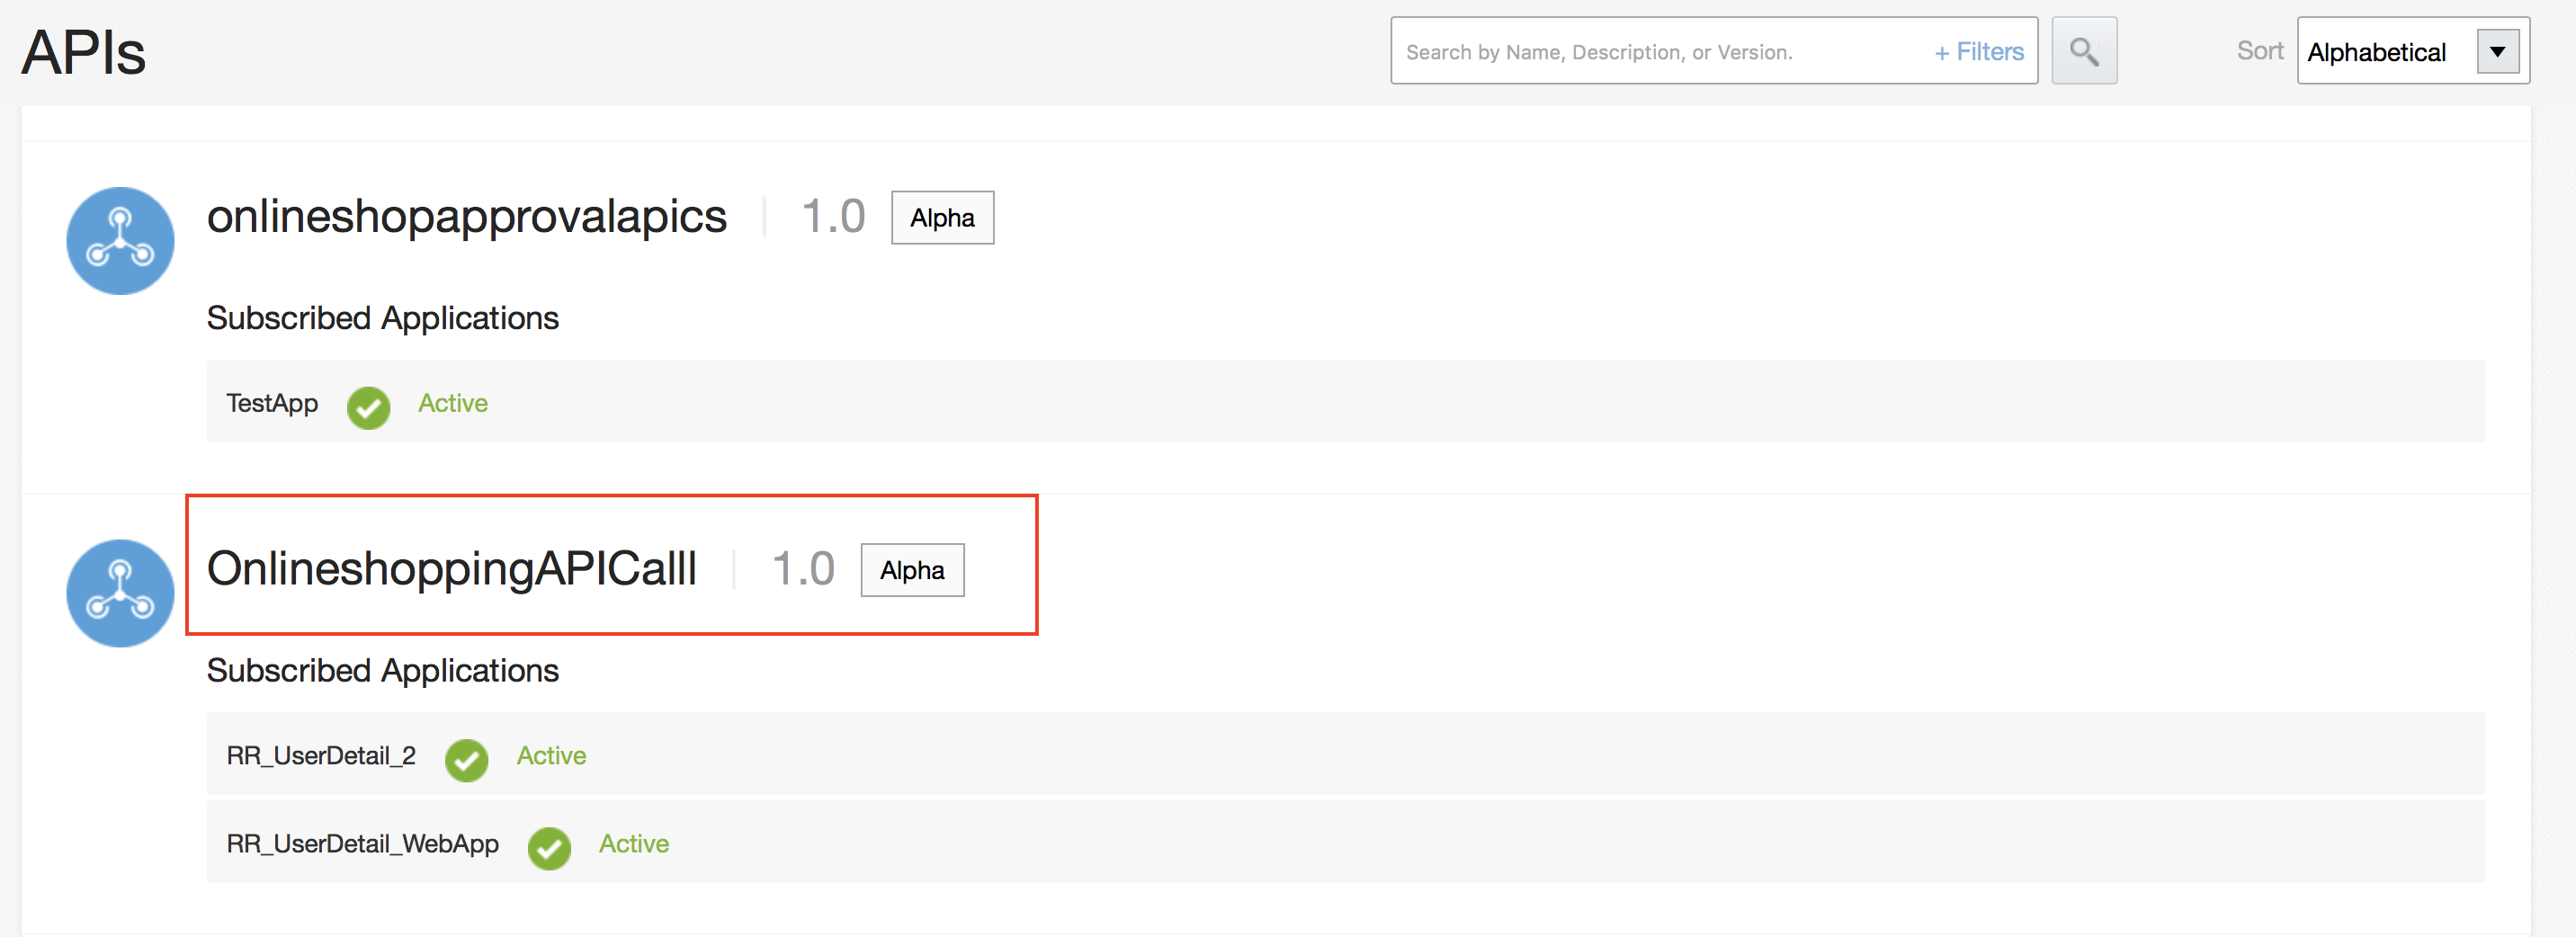 APIs
Search by Name, Description, or Version. + Filters
Sort Alphabetical
onlineshopapprovalapics 1.0 Alpha
Subscribed Applications
TestApp Active
OnlineshoppingAPICalll 1.0 Alpha
Subscribed Applications
RR_UserDetail_2 Active
RR_UserDetail_WebApp Active